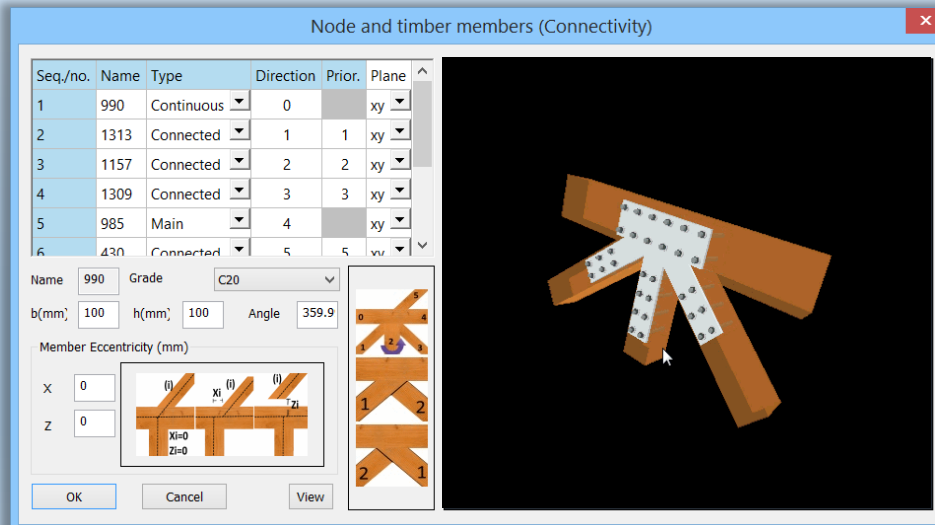 Node and timber members (Connectivity)
x
Seq./no. Name Type Direction Prior. Plane
1 990 Continuous 0 xy
2 1313 Connected 1 1 xy
3 1157 Connected 2 2 xy
4 1309 Connected 3 3 xy
5 985 Main 4 xy
6 430 Connected 5 5 xy
Name 990 Grade C20
b(mm) 100 h(mm) 100 Angle 359.9
Member Eccentricity (mm)
X 0
Z 0
(i) (i) (i)
Xi Zi
Xi=0
Zi=0
5
0 4
1 2 3
1 2
2 1
OK Cancel View